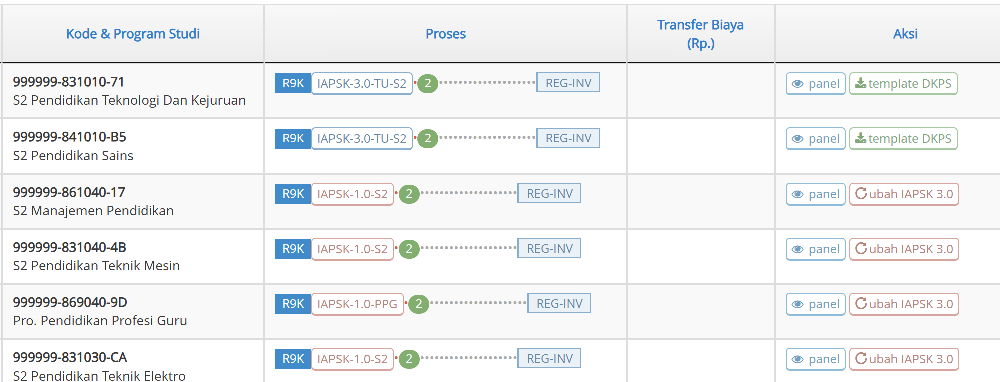 Kode & Program Studi Proses Transfer Biaya (Rp.) Aksi
999999-831010-71 R9K IAPSK-3.0-TU-S2 2 REG-INV panel template DKPS
S2 Pendidikan Teknologi Dan Kejuruan
999999-841010-B5 R9K IAPSK-3.0-TU-S2 2 REG-INV panel template DKPS
S2 Pendidikan Sains
999999-861040-17 R9K IAPSK-1.0-S2 2 REG-INV panel ubah IAPSK 3.0
S2 Manajemen Pendidikan
999999-831040-4B R9K IAPSK-1.0-S2 2 REG-INV panel ubah IAPSK 3.0
S2 Pendidikan Teknik Mesin
999999-869040-9D R9K IAPSK-1.0-PPG 2 REG-INV panel ubah IAPSK 3.0
Pro. Pendidikan Profesi Guru
999999-831030-CA R9K IAPSK-1.0-S2 2 REG-INV panel ubah IAPSK 3.0
S2 Pendidikan Teknik Elektro